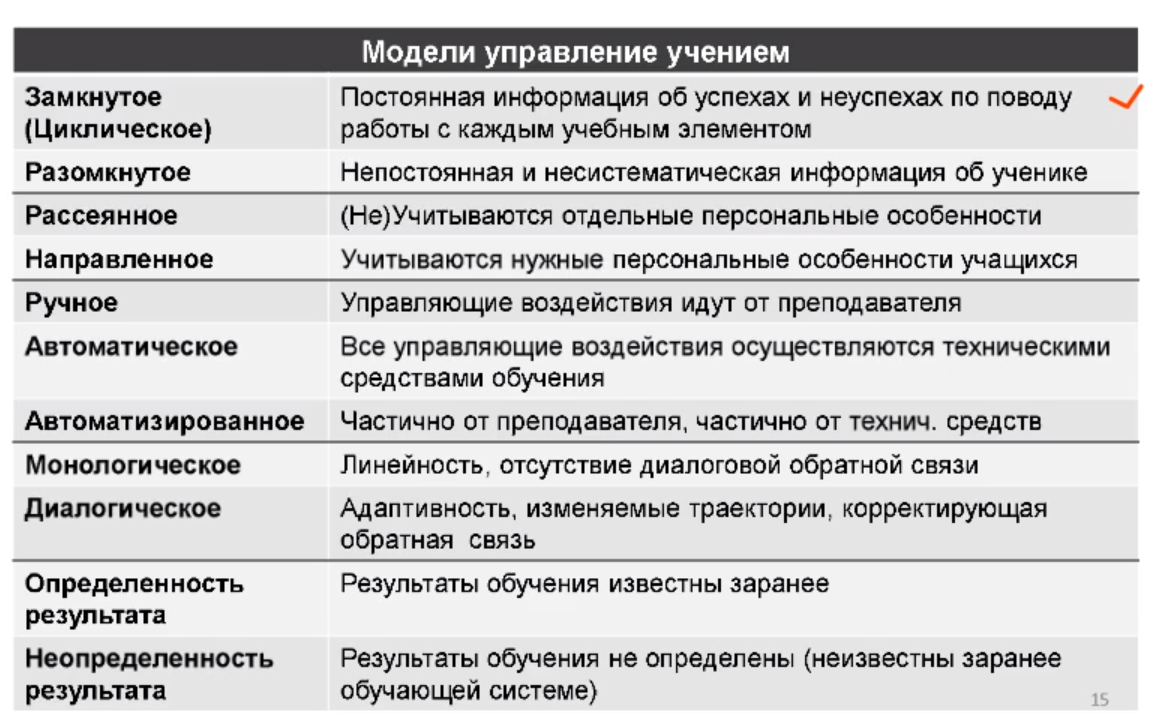 Модели управление учением
Замкнутое
(Циклическое)
Постоянная информация об успехах и неуспехах по поводу
работы с каждым учебным элементом
Разомкнутое
Непостоянная и несистематическая информация об ученике
Рассеянное
(Не)Учитываются отдельные персональные особенности
Направленное
Учитываются нужные персональные особенности учащихся
Ручное
Управляющие воздействия идут от преподавателя
Автоматическое
Все управляющие воздействия осуществляются техническими
средствами обучения
Автоматизированное
Частично от преподавателя, частично от технич. средств
Монологическое
Линейность, отсутствие диалоговой обратной связи
Диалогическое
Адаптивность, изменяемые траектории, корректирующая
обратная связь
Определенность
результата
Результаты обучения известны заранее
Неопределенность
результата
Результаты обучения не определены (неизвестны заранее
обучающей системе)
15